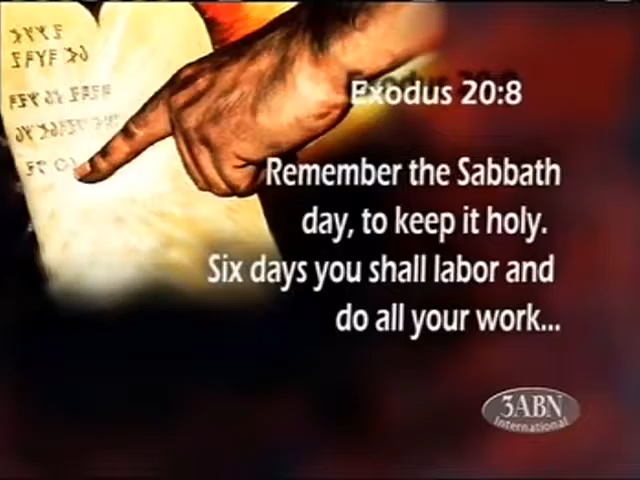 Exodus 20:8
Remember the Sabbath
day, to keep it holy.
Six days you shall labor and
do all your work...
3ABN
International